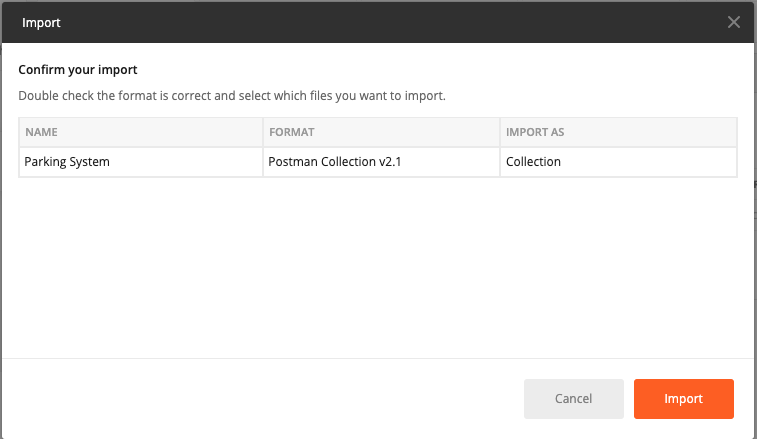 Import
Confirm your import
Double check the format is correct and select which files you want to import.
NAME FORMAT IMPORT AS
Parking System Postman Collection v2.1 Collection
Cancel Import